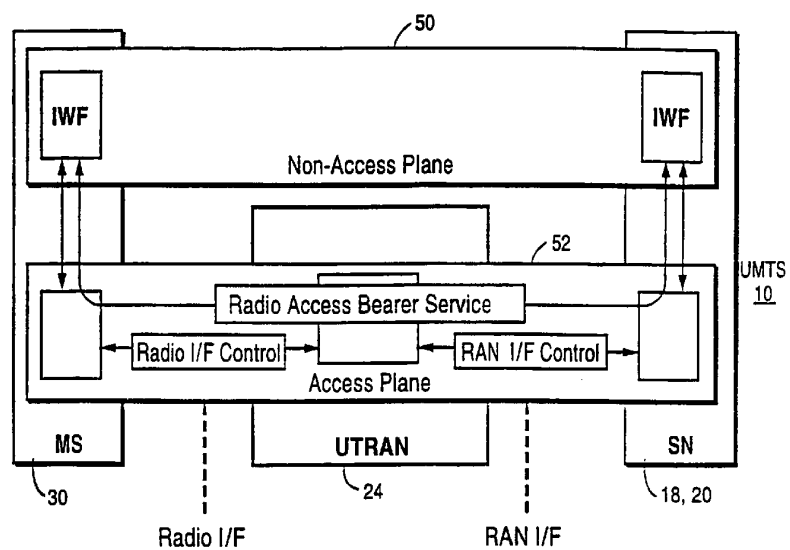 50
IWF
IWF
Non-Access Plane
52
UMTS
10
Radio Access Bearer Service
Radio I/F Control
RAN I/F Control
Access Plane
MS
UTRAN
SN
30
24
18, 20
Radio I/F
RAN I/F